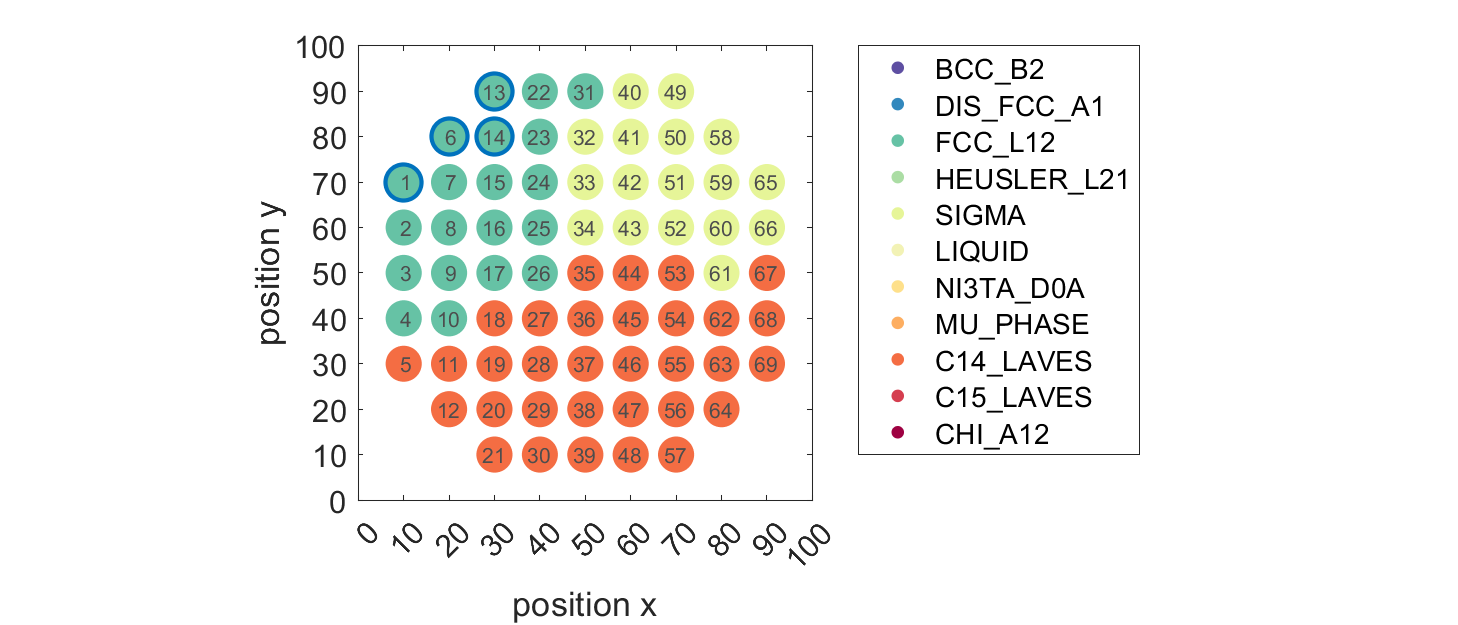 100
90 13 22 31 40 49
80 6 14 23 32 41 50 58
70 1 7 15 24 33 42 51 59 65
60 2 8 16 25 34 43 52 60 66
50 3 9 17 26 35 44 53 61 67
40 4 10 18 27 36 45 54 62 68
30 5 11 19 28 37 46 55 63 69
20 12 20 29 38 47 56 64
10 21 30 39 48 57
0
position y
0 10 20 30 40 50 60 70 80 90 100
position x
BCC_B2
DIS_FCC_A1
FCC_L12
HEUSLER_L21
SIGMA
LIQUID
NI3TA_D0A
MU_PHASE
C14_LAVES
C15_LAVES
CHI_A12